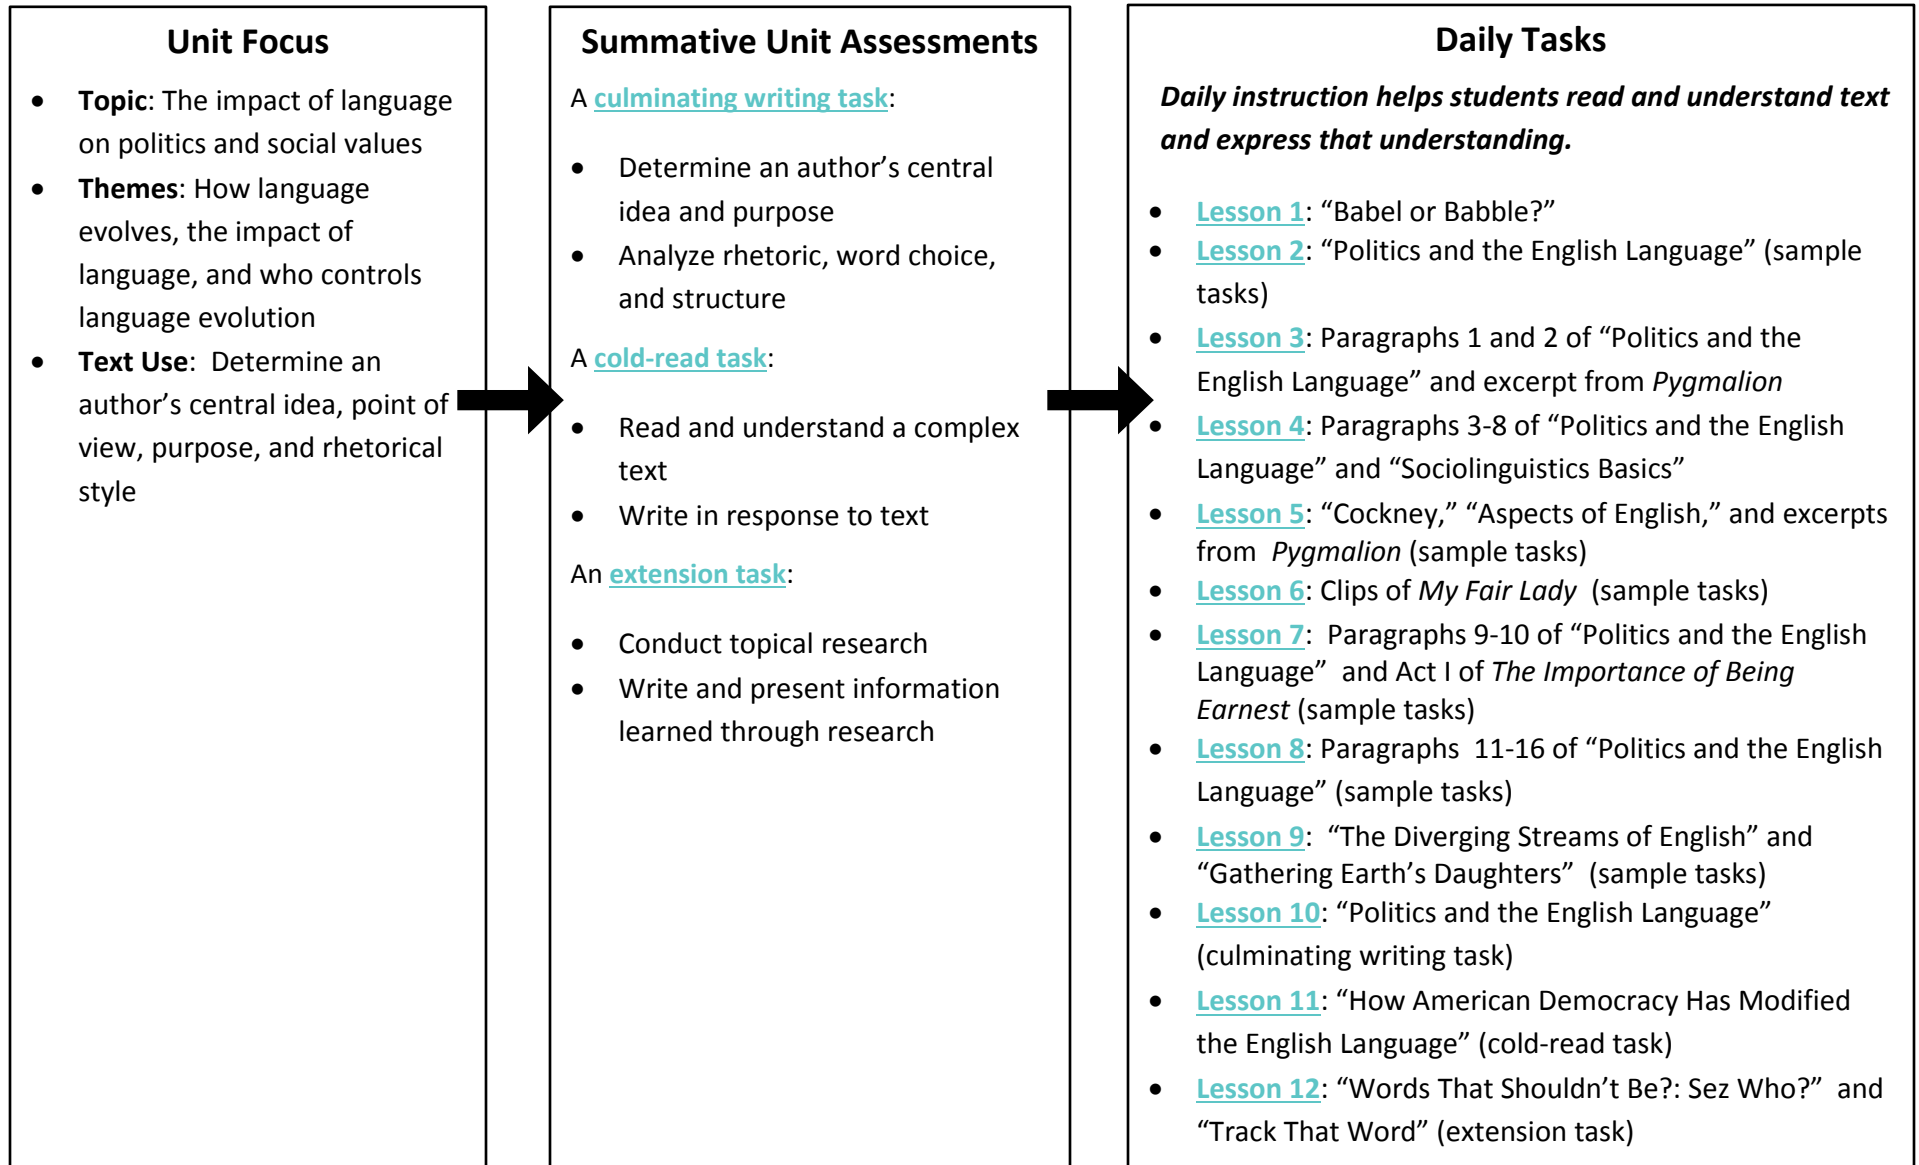 Unit Focus
• Topic: The impact of language
on politics and social values
• Themes: How language
evolves, the impact of
language, and who controls
language evolution
• Text Use: Determine an
author’s central idea, point of
view, purpose, and rhetorical
style
Summative Unit Assessments
A culminating writing task:
• Determine an author’s central
idea and purpose
• Analyze rhetoric, word choice,
and structure
A cold-read task:
• Read and understand a complex
text
• Write in response to text
An extension task:
• Conduct topical research
• Write and present information
learned through research
Daily Tasks
Daily instruction helps students read and understand text
and express that understanding.
• Lesson 1: “Babel or Babble?”
• Lesson 2: “Politics and the English Language” (sample
tasks)
• Lesson 3: Paragraphs 1 and 2 of “Politics and the
English Language” and excerpt from Pygmalion
• Lesson 4: Paragraphs 3-8 of “Politics and the English
Language” and “Sociolinguistics Basics”
• Lesson 5: “Cockney,” “Aspects of English,” and excerpts
from Pygmalion (sample tasks)
• Lesson 6: Clips of My Fair Lady (sample tasks)
• Lesson 7: Paragraphs 9-10 of “Politics and the English
Language” and Act I of The Importance of Being
Earnest (sample tasks)
• Lesson 8: Paragraphs 11-16 of “Politics and the English
Language” (sample tasks)
• Lesson 9: “The Diverging Streams of English” and
“Gathering Earth’s Daughters” (sample tasks)
• Lesson 10: “Politics and the English Language”
(culminating writing task)
• Lesson 11: “How American Democracy Has Modified
the English Language” (cold-read task)
• Lesson 12: “Words That Shouldn’t Be?: Sez Who?” and
“Track That Word” (extension task)